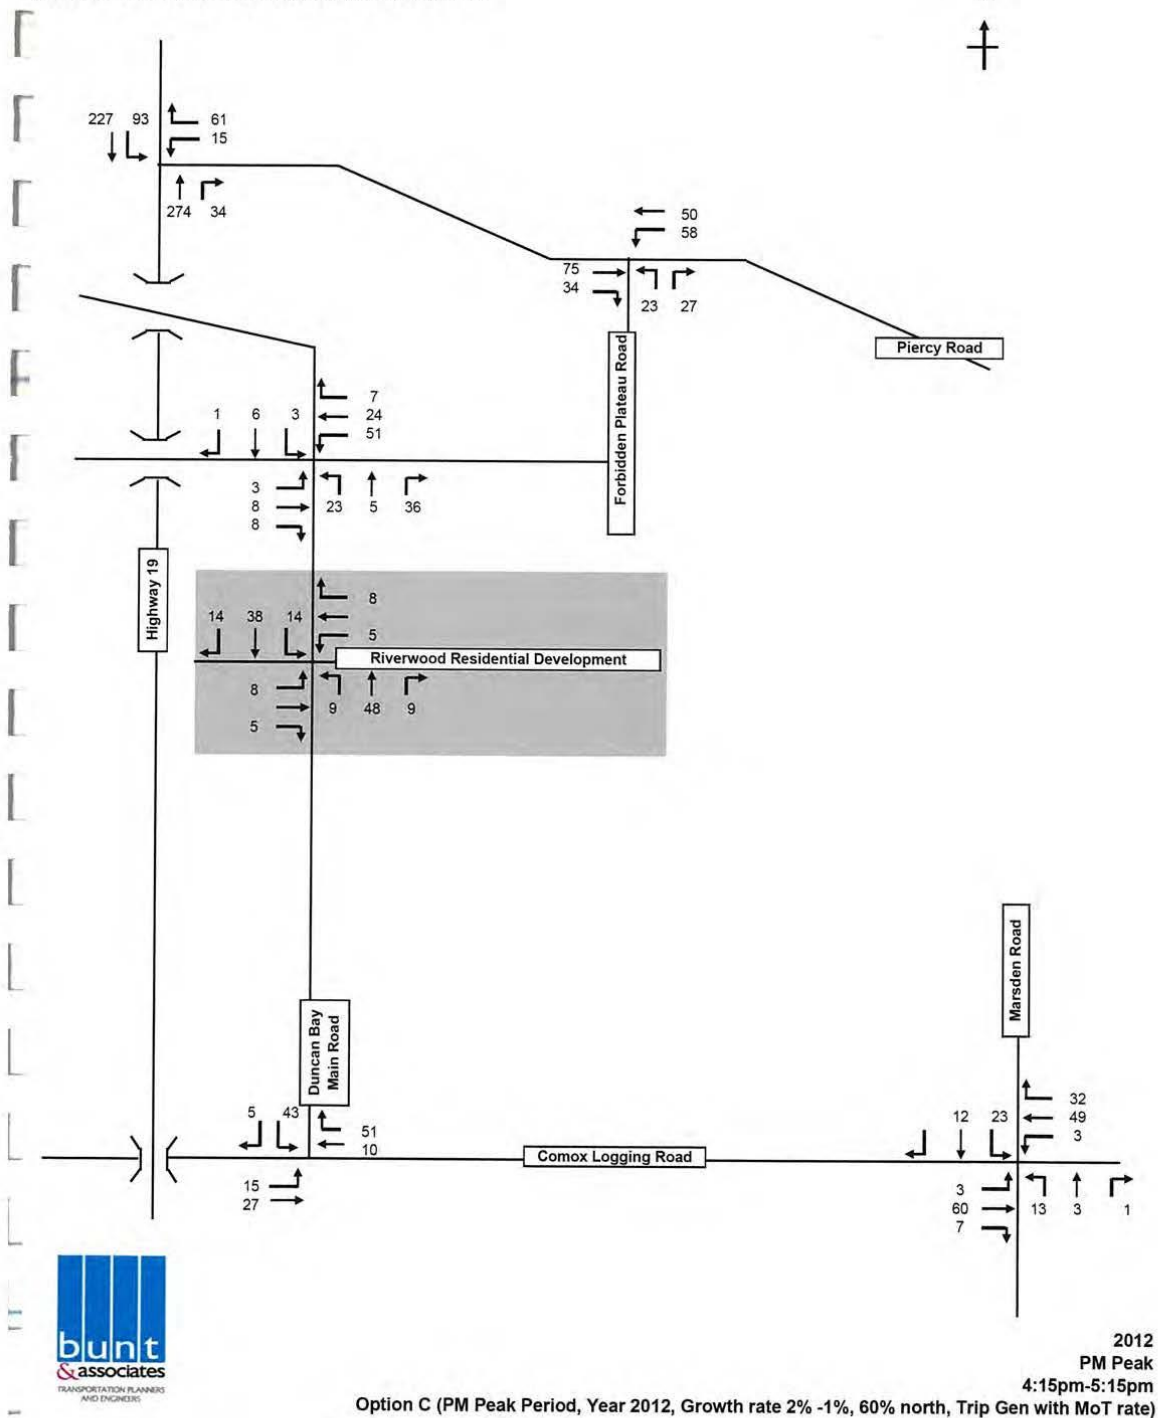 227 93 61
15
274 34
50
58
75
34
23 27
Piercy Road
Forbidden Plateau Road
7
1 6 3 24
51
3
8 23 5 36
8
Highway 19
8
14 38 14
5
Riverwood Residential Development
8
9 48 9
5
Marsden Road
Duncan Bay
Main Road
5 43
51
10
32
12 23 49
3
Comox Logging Road
15
27
3
60 13 3 1
7
bunt
& associates
TRANSPORTATION PLANNERS
AND ENGINEERS
2012
PM Peak
4:15pm-5:15pm
Option C (PM Peak Period, Year 2012, Growth rate 2% -1%, 60% north, Trip Gen with MoT rate)